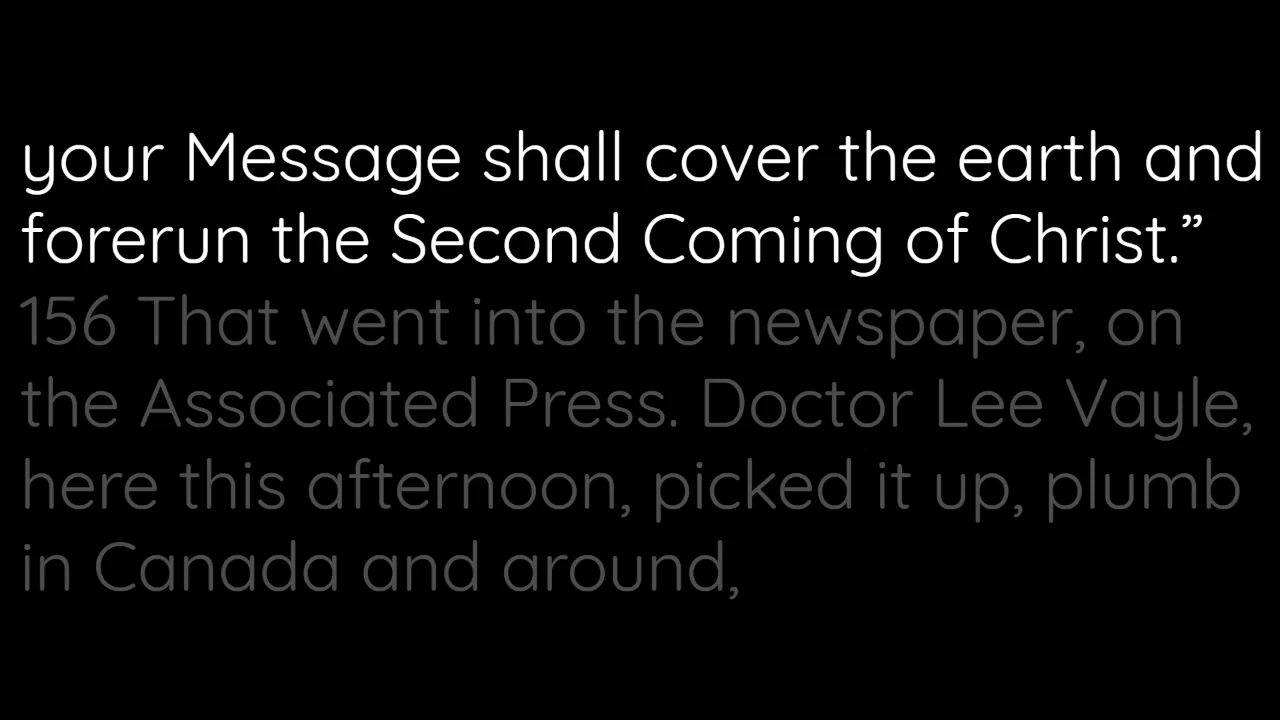 your Message shall cover the earth and
forerun the Second Coming of Christ.”
156 That went into the newspaper, on
the Associated Press. Doctor Lee Vayle,
here this afternoon, picked it up, plumb
in Canada and around,